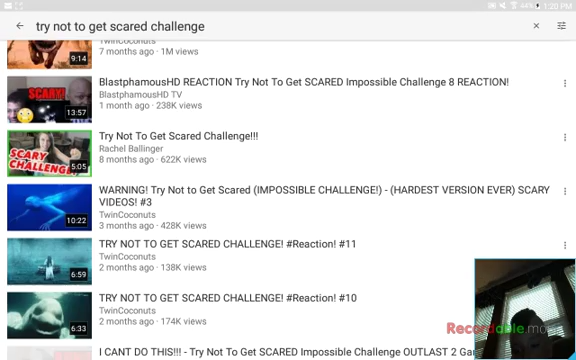 44% 1:20 PM
try not to get scared challenge
TwinCoconuts
7 months ago · 1M views
9:14
BlastphamousHD REACTION Try Not To Get SCARED Impossible Challenge 8 REACTION!
BlastphamousHD TV
1 month ago · 238K views
SCARY!
13:57
Try Not To Get Scared Challenge!!!
Rachel Ballinger
8 months ago · 622K views
SCARY
CHALLENGE
5:05
WARNING! Try Not to Get Scared (IMPOSSIBLE CHALLENGE!) - (HARDEST VERSION EVER) SCARY
VIDEOS! #3
TwinCoconuts
3 months ago · 428K views
10:22
TRY NOT TO GET SCARED CHALLENGE! #Reaction! #11
TwinCoconuts
2 months ago · 138K views
6:59
TRY NOT TO GET SCARED CHALLENGE! #Reaction! #10
TwinCoconuts
2 months ago · 174K views
6:33
Recordable.mobi
I CANT DO THIS!!! - Try Not To Get SCARED Impossible Challenge OUTLAST 2 Gam